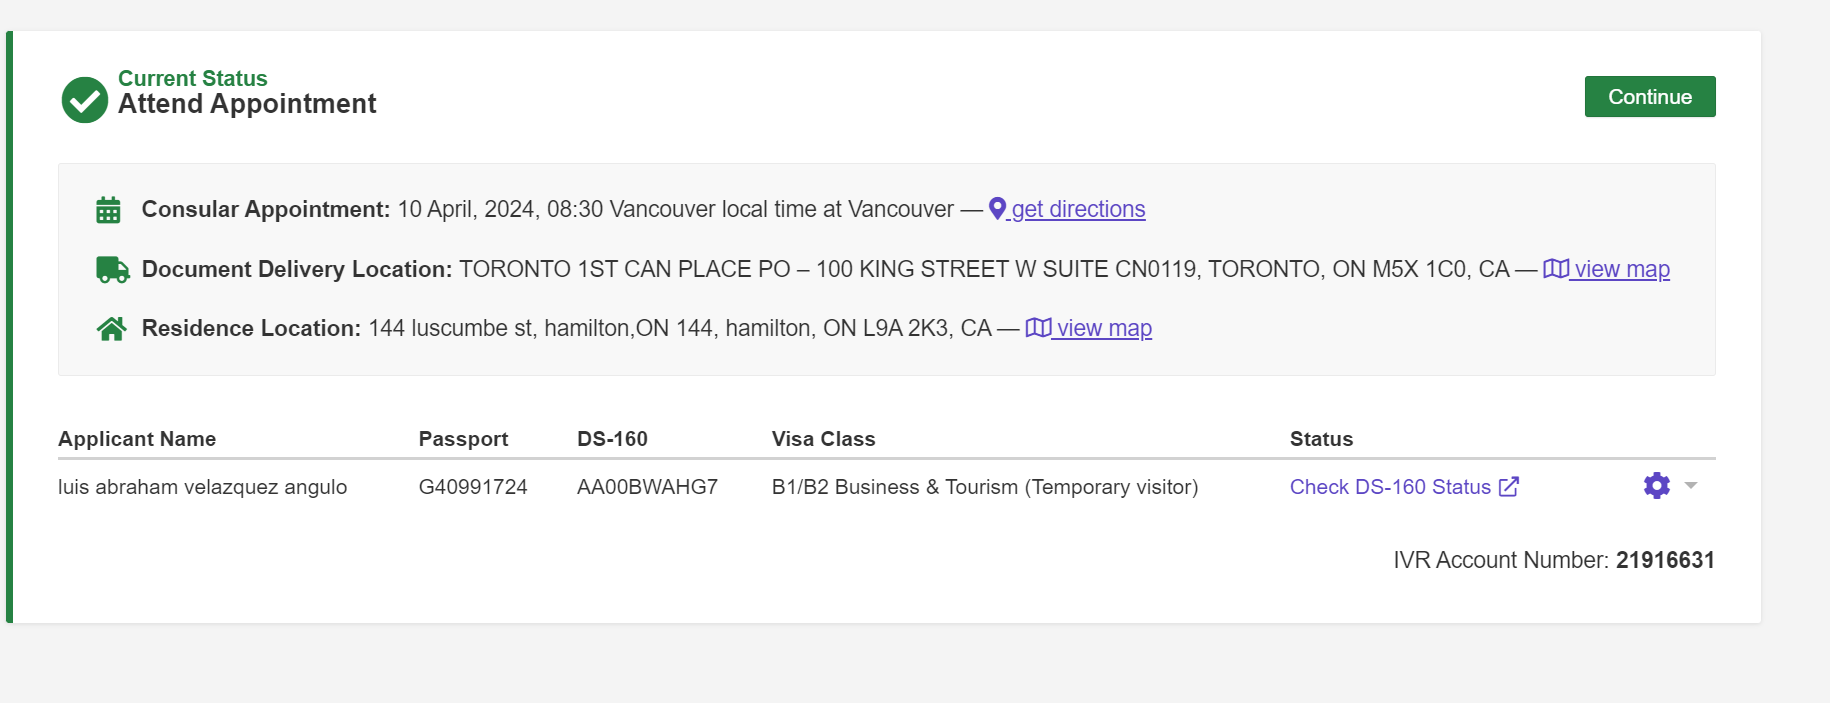 Current Status
Attend Appointment
Continue
Consular Appointment: 10 April, 2024, 08:30 Vancouver local time at Vancouver — get directions
Document Delivery Location: TORONTO 1ST CAN PLACE PO – 100 KING STREET W SUITE CN0119, TORONTO, ON M5X 1C0, CA — view map
Residence Location: 144 luscumbe st, hamilton,ON 144, hamilton, ON L9A 2K3, CA — view map
Applicant Name Passport DS-160 Visa Class Status
luis abraham velazquez angulo G40991724 AA00BWAHG7 B1/B2 Business & Tourism (Temporary visitor) Check DS-160 Status
IVR Account Number: 21916631